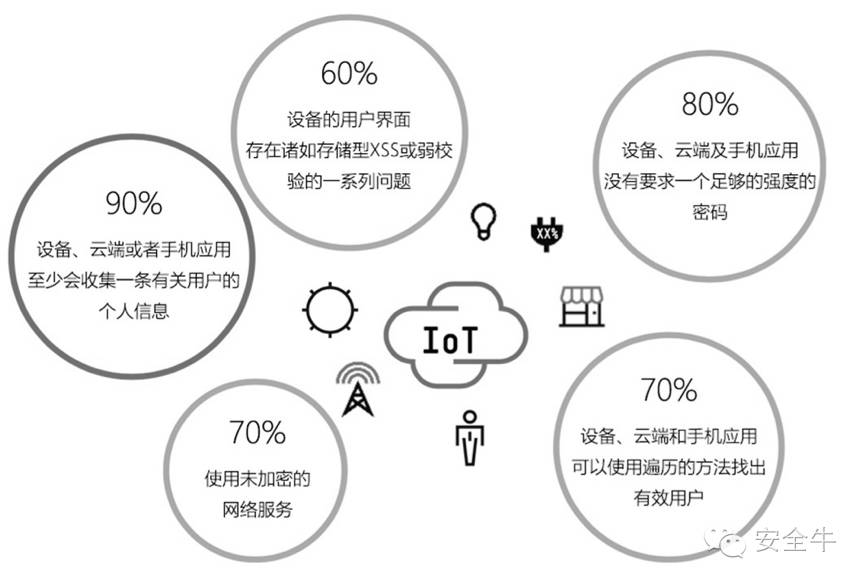 60%
设备的用户界面
存在诸如存储型XSS或弱校
验的一系列问题
80%
设备、云端及手机应用
没有要求一个足够的强度的
密码
90%
设备、云端或者手机应用
至少会收集一条有关用户的
个人信息
XX%
IoT
70%
使用未加密的
网络服务
70%
设备、云端和手机应用
可以使用遍历的方法找出
有效用户
安全牛